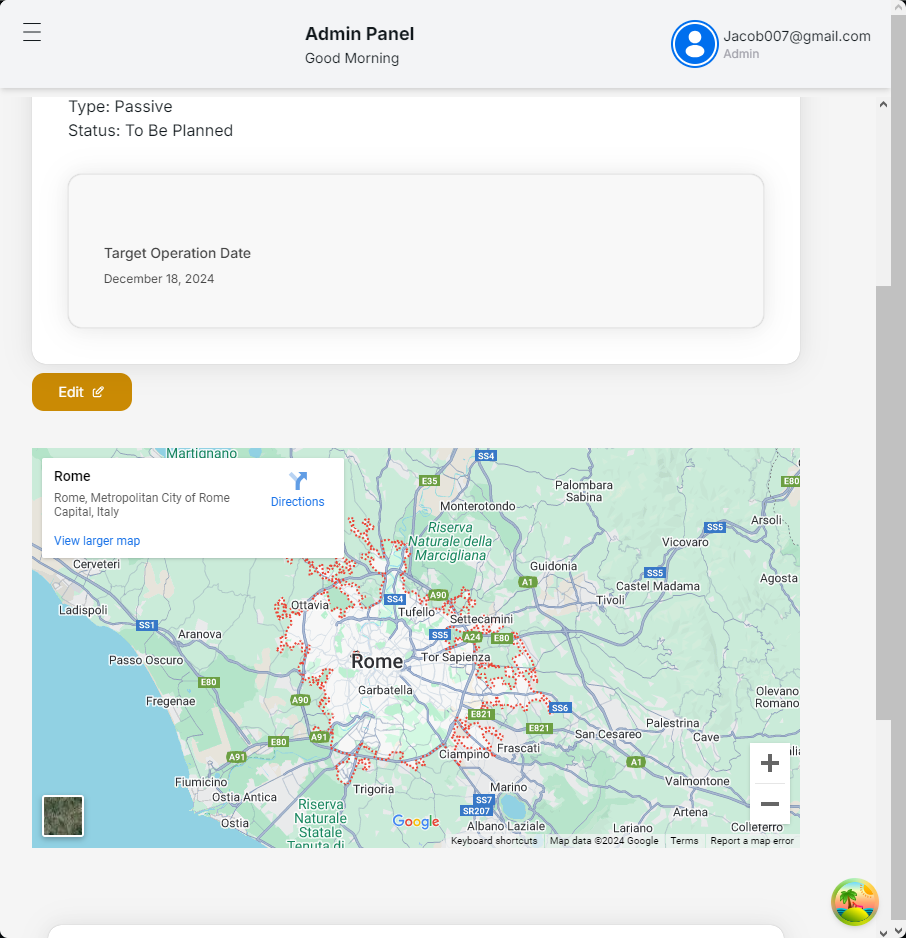 Admin Panel
Good Morning
Jacob007@gmail.com
Admin
Type: Passive
Status: To Be Planned
Target Operation Date
December 18, 2024
Edit
Rome
Rome, Metropolitan City of Rome
Capital, Italy
Directions
View larger map
Martignano
SS4
E35
Palombara
Sabina
E80
Monterotondo
Riserva
Naturale della
Marcigliana
Arsoli
SS5
Vicovaro
Cerveteri
Guidonia
SS5
Agosta
A1
Castel Madama
Tivoli
Ladispoli
Ottavia
SS4
A90
Tufello
Settecamini
SS1
Aranova
SS5
A24
E80
Passo Oscuro
Rome
Tor Sapienza
E80
Garbatella
Fregenae
A90
SS6
Olevano
Romano
E821
E821
Palestrina
A91
E80
San Cesareo
Cave
A91
Ciampino
Frascati
A1
Fiumicino
Trigoria
Marino
Valmontone
Ostia Antica
Riserva
Naturale
Statale
Tenuta di
SS7
SR207
Artena
Ostia
Google
Albano Laziale
Lariano
Colleferro
Keyboard shortcuts
Map data ©2024 Google
Terms
Report a map error